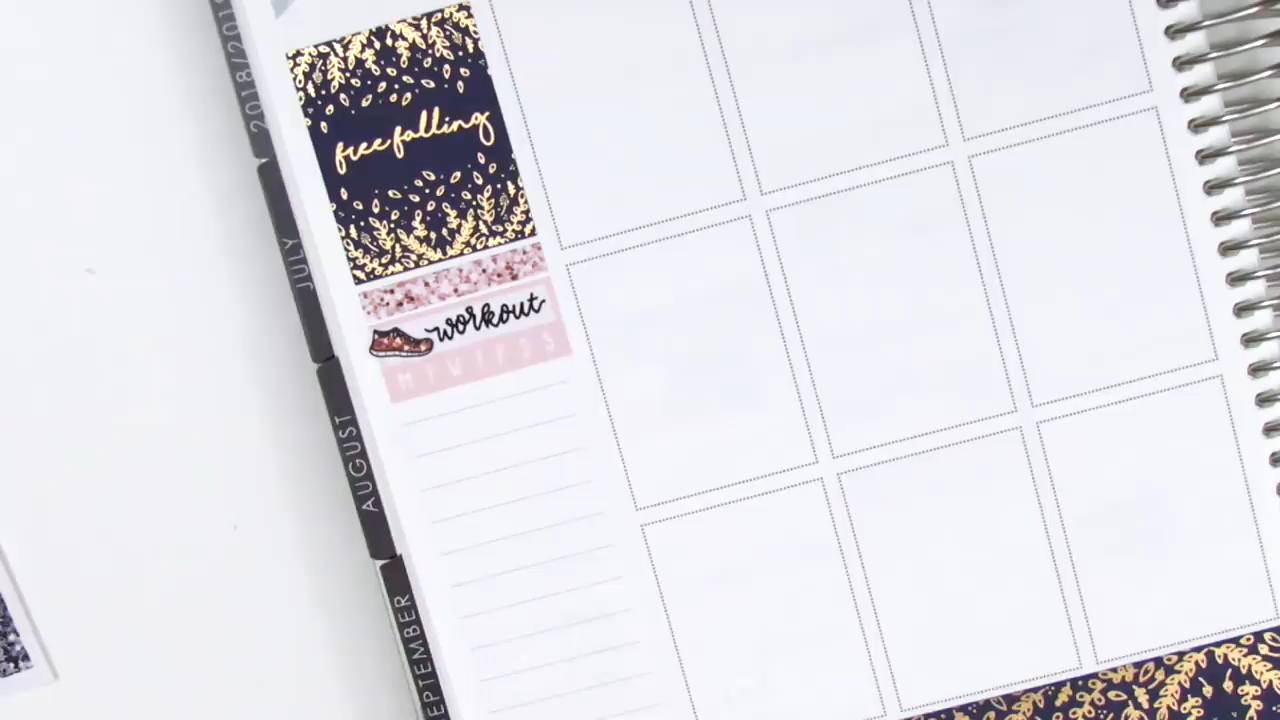 2018/2019
free falling
workout
M T W T F S S
JULY
AUGUST
SEPTEMBER